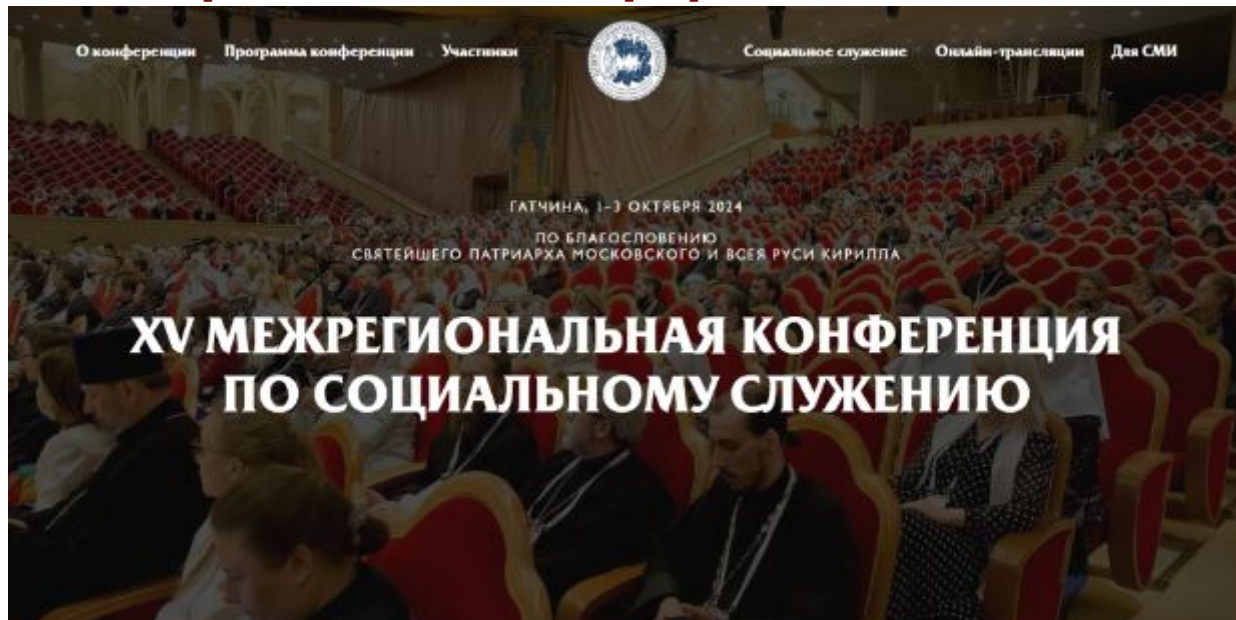 О конференции Программа конференции Участники Социальное служение Онлайн-трансляции Для СМИ
ГАТЧИНА, 1–3 ОКТЯБРЯ 2024
ПО БЛАГОСЛОВЕНИЮ
СВЯТЕЙШЕГО ПАТРИАРХА МОСКОВСКОГО И ВСЕЯ РУСИ КИРИЛЛА
XV МЕЖРЕГИОНАЛЬНАЯ КОНФЕРЕНЦИЯ
ПО СОЦИАЛЬНОМУ СЛУЖЕНИЮ